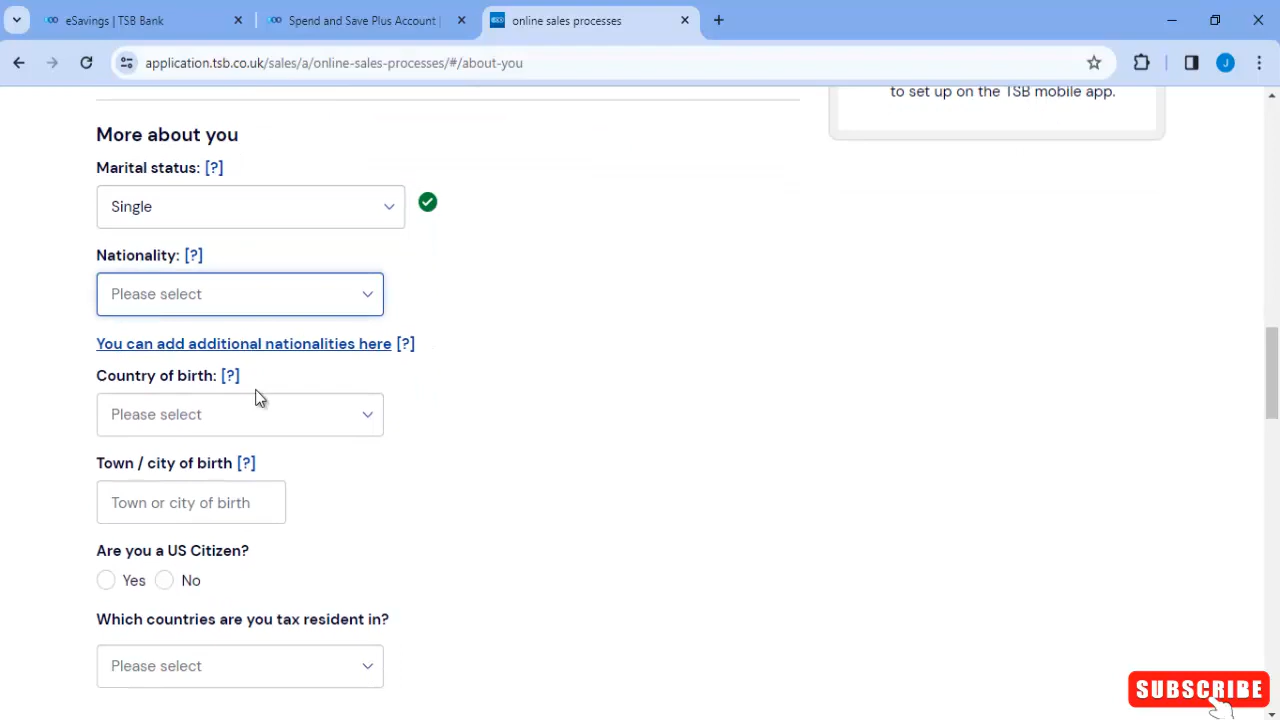 eSavings | TSB Bank
Spend and Save Plus Account |
online sales processes
application.tsb.co.uk/sales/a/online-sales-processes/#/about-you
J
to set up on the TSB mobile app.
More about you
Marital status: [?]
Single
Nationality: [?]
Please select
You can add additional nationalities here [?]
Country of birth: [?]
Please select
Town / city of birth [?]
Town or city of birth
Are you a US Citizen?
Yes No
Which countries are you tax resident in?
Please select
SUBSCRIBE